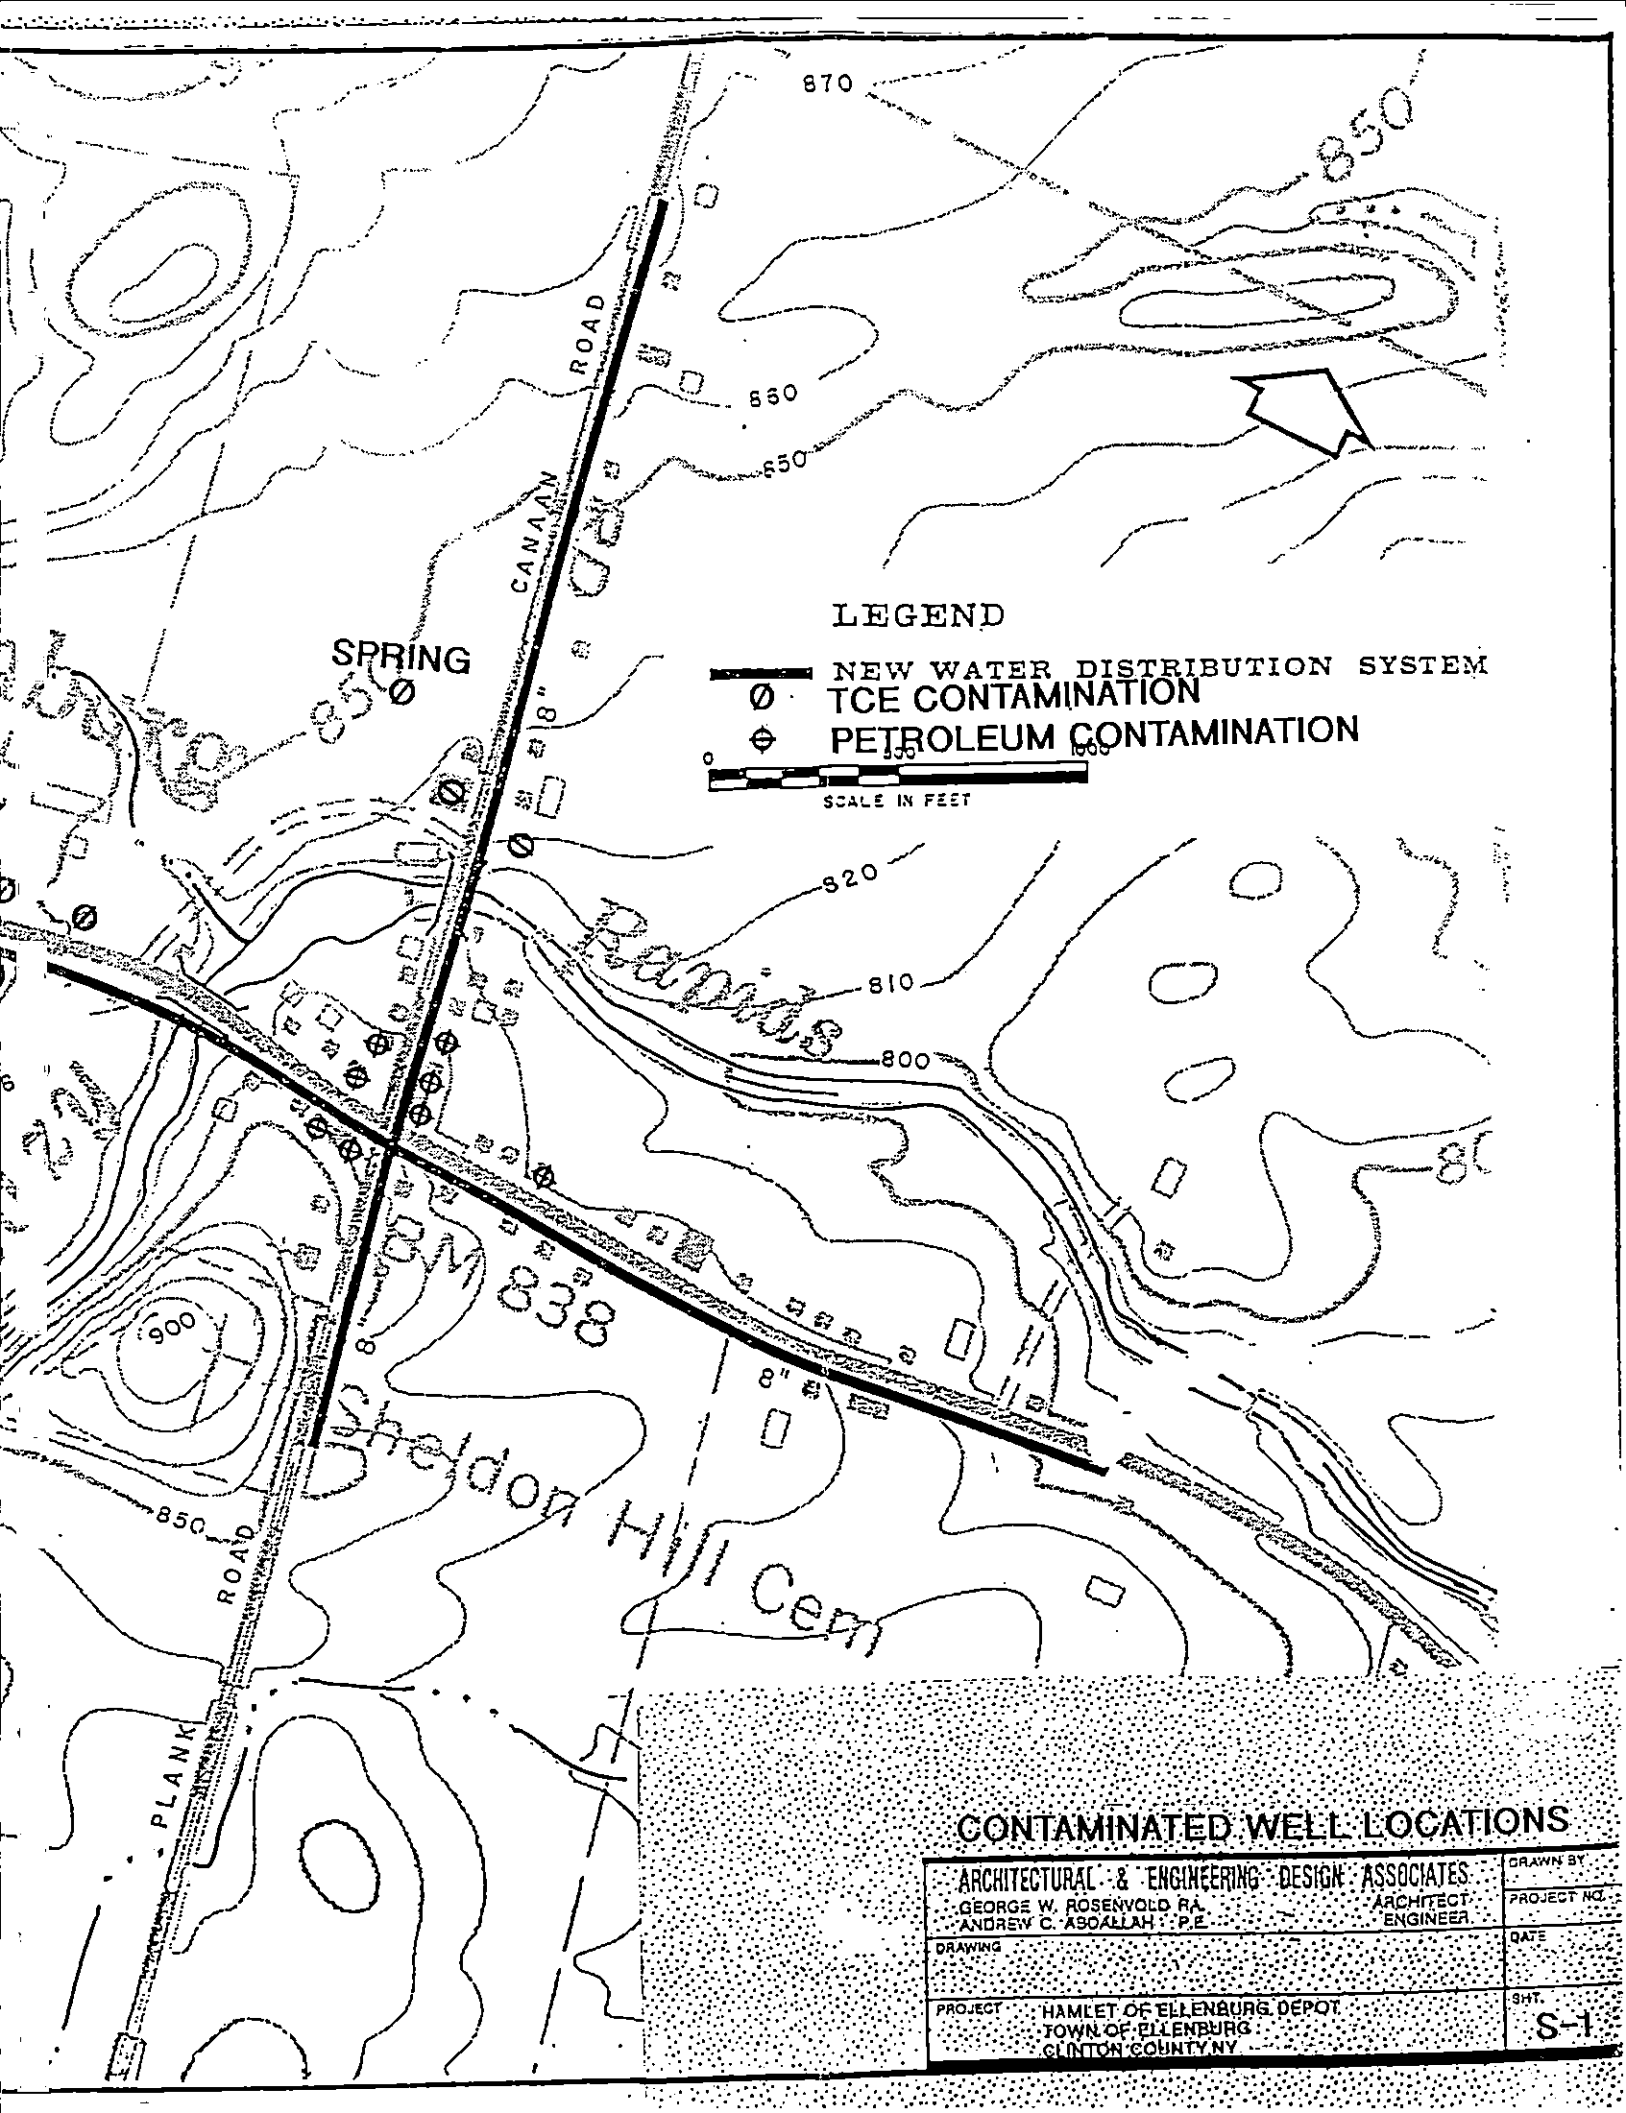 870
850
ROAD
860
850
CANAAN
LEGEND
SPRING
850
NEW WATER DISTRIBUTION SYSTEM
TCE CONTAMINATION
PETROLEUM CONTAMINATION
0 500 1000
SCALE IN FEET
8"
820
Rapids
810
800
BM 838
900
8"
8"
Sheldon Hill Cem
850
ROAD
PLANK
CONTAMINATED WELL LOCATIONS
ARCHITECTURAL & ENGINEERING DESIGN ASSOCIATES
GEORGE W. ROSENVOLD RA ARCHITECT
ANDREW C. ABDALLAH P.E. ENGINEER
DRAWN BY
PROJECT NO.
DRAWING
DATE
PROJECT HAMLET OF ELLENBURG DEPOT
TOWN OF ELLENBURG
CLINTON COUNTY NY
SHT.
S-1